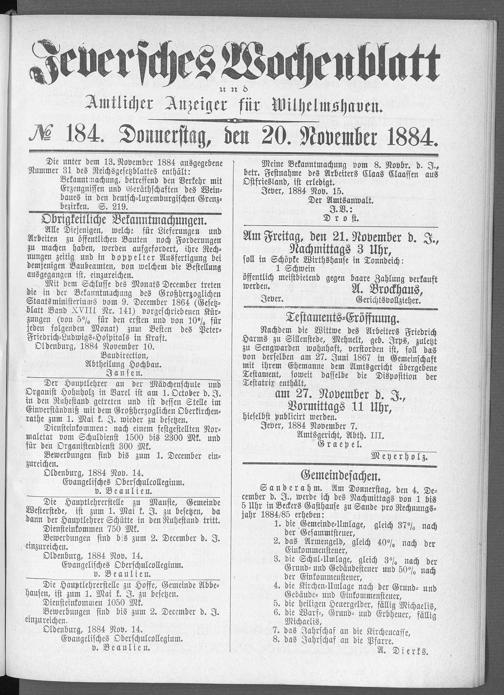 Jeversches Wochenblatt
und
Amtlicher Anzeiger für Wilhelmshaven.
№ 184. Donnerstag, den 20. November 1884.
Die unter dem 13. November 1884 ausgegebene
Nummer 31 des Reichsgesetzblattes enthält:
Bekanntmachung, betreffend den Verkehr mit
Erzeugnissen und Geräthschaften des Wein-
baues in den deutsch-luxemburgischen Grenz-
bezirken. S. 219.
Obrigkeitliche Bekanntmachungen.
Alle Diejenigen, welche für Lieferungen und
Arbeiten zu öffentlichen Bauten noch Forderungen
zu machen haben, werden aufgefordert, ihre Rech-
nungen zeitig und in doppelter Ausfertigung bei
demjenigen Baubeamten, von welchem die Bestellung
ausgegangen ist, einzureichen.
Mit dem Schlusse des Monats December treten
die in der Bekanntmachung des Großherzoglichen
Staatsministeriums vom 9. December 1864 (Gesetz-
blatt Band XVIII Nr. 141) vorgeschriebenen Kür-
zungen (von 5% für den ersten und von 10% für
jeden folgenden Monat) zum Besten des Peter-
Friedrich-Ludwigs-Hospitals in Kraft.
Oldenburg, 1884 November 10.
Baudirection,
Abtheilung Hochbau.
Jansen.
Der Hauptlehrer an der Mädchenschule und
Organist Hohnholz in Varel ist am 1. October d. J.
in den Ruhestand getreten und ist dessen Stelle im
Einverständniß mit dem Großherzoglichen Oberkirchen-
rathe zum 1. Mai k. J. wieder zu besetzen.
Diensteinkommen: nach einem festgestellten Nor-
maletat vom Schuldienst 1500 bis 2300 Mk. und
für den Organistendienst 300 Mk.
Bewerbungen sind bis zum 1. December ein-
zureichen.
Oldenburg, 1884 Nov. 14.
Evangelisches Oberschulcollegium.
v. Beaulieu.
Die Hauptlehrerstelle zu Mansie, Gemeinde
Westerstede, ist zum 1. Mai k. J. zu besetzen, da
dann der Hauptlehrer Schütte in den Ruhestand tritt.
Diensteinkommen 750 Mk.
Bewerbungen sind bis zum 2. December d. J.
einzureichen.
Oldenburg, 1884 Nov. 14.
Evangelisches Oberschulcollegium.
v. Beaulieu.
Die Hauptlehrerstelle zu Hoffe, Gemeinde Abbe-
hausen, ist zum 1. Mai k. J. zu besetzen.
Diensteinkommen 1050 Mk.
Bewerbungen sind bis zum 2. December d. J.
einzureichen.
Oldenburg, 1884 Nov. 14.
Evangelisches Oberschulcollegium.
v. Beaulieu.
Meine Bekanntmachung vom 8. Novbr. d. J.,
betr. Festnahme des Arbeiters Claas Claassen aus
Ostfriesland, ist erledigt.
Jever, 1884 Nov. 15.
Der Amtsanwalt.
J.V.:
Drost.
Am Freitag, den 21. November d. J.,
Nachmittags 3 Uhr,
soll in Schöpke Wirthshause in Tonndeich:
1 Schwein
öffentlich meistbietend gegen baare Zahlung verkauft
werden.
A. Brockhaus,
Jever. Gerichtsvollzieher.
Testaments-Eröffnung.
Nachdem die Wittwe des Arbeiters Friedrich
Harms zu Sillenstede, geb. Irps, zuletzt
zu Sengwarden wohnhaft, verstorben ist, soll das
von derselben am 27. Juni 1867 in Gemeinschaft
mit ihrem Ehemanne dem Amtsgericht übergebene
Testament, soweit dasselbe die Disposition der
Testatrix enthält,
am 27. November d. J.,
Vormittags 11 Uhr,
hieselbst publicirt werden.
Jever, 1884 November 7.
Amtsgericht, Abth. III.
Graepel.
Meyerholz.
Gemeindesachen.
Sanderahm. Am Donnerstag, den 4. De-
cember d. J., werde ich des Nachmittags von 1 bis
5 Uhr in Beckers Gasthause zu Sande pro Rechnungs-
jahr 1884/85 erheben:
1. die Gemeinde-Umlage, gleich 37% nach
der Gesammtsteuer,
2. das Armengeld, gleich 40% nach der
Einkommensteuer,
3. die Schul-Umlage, gleich 3% nach der
Grund- und Gebäudesteuer und 50% nach
der Einkommensteuer,
4. die Kirchen-Umlage nach der Grund- und
Gebäude- und Einkommensteuer,
5. die heiligen Heuergelder, fällig Michaelis,
6. die Warf-, Grund- und Erbheuer, fällig
Michaelis,
7. das Jahrschaf an die Kirchencasse,
8. das Jahrschaf an die Pfarre.
A. Dierks.